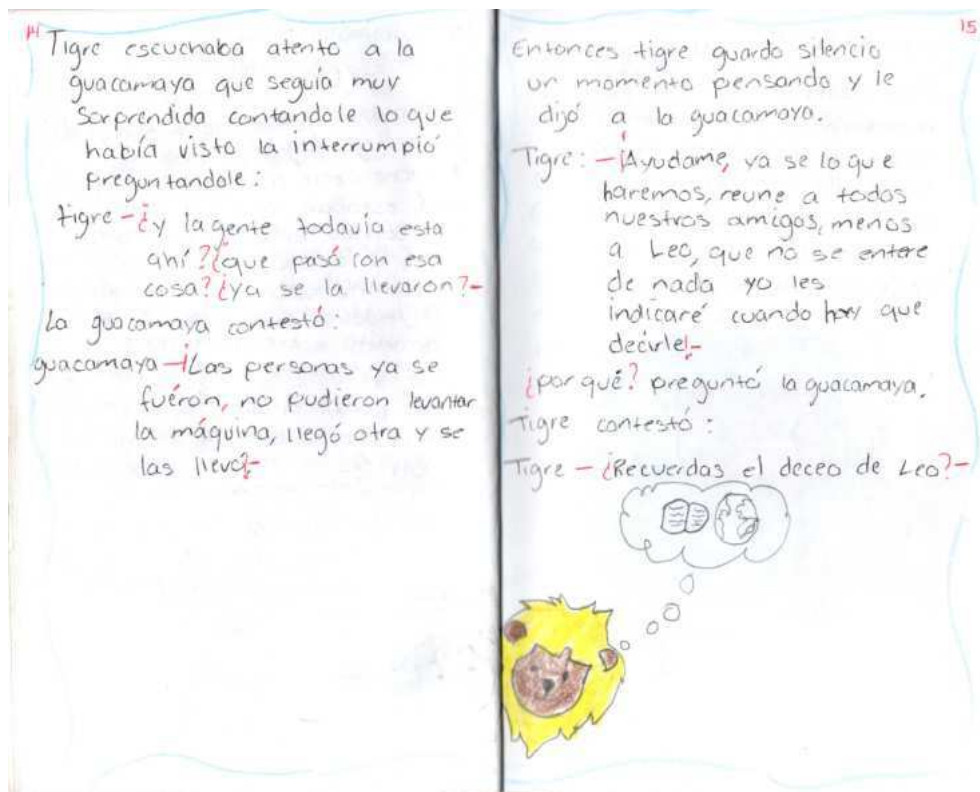 14
Tigre escuchaba atento a la
guacamaya que seguía muy
Sorprendida contandole lo que
había visto la interrumpió
preguntandole:
tigre -¿y la gente todavía esta
ahí?¿que pasó con esa
cosa?¿ya se la llevaron?-
La guacamaya contestó:
guacamaya -¡Las personas ya se
fuéron, no pudieron levantar
la máquina, llegó otra y se
las llevó!-
15
Entonces tigre guardo silencio
un momento pensando y le
dijó a la guacamaya.
Tigre: -¡Ayudame, ya se lo que
haremos, reune a todos
nuestros amigos, menos
a Leo, que no se entere
de nada yo les
indicaré cuando hay que
decirle!-
¿por qué? preguntó la guacamaya.
Tigre contestó:
Tigre - ¿Recuerdas el deceo de Leo?-